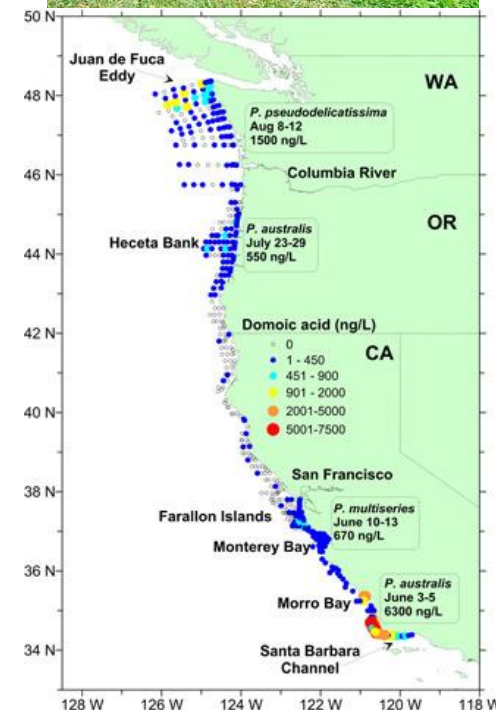 50 N
48 N
46 N
44 N
42 N
40 N
38 N
36 N
34 N
Juan de Fuca
Eddy
WA
P. pseudodelicatissima
Aug 8-12
1500 ng/L
Columbia River
OR
P. australis
July 23-29
550 ng/L
Heceta Bank
Domoic acid (ng/L)
0
1 - 450
451 - 900
901 - 2000
2001-5000
5001-7500
CA
San Francisco
P. multiseries
June 10-13
670 ng/L
Farallon Islands
Monterey Bay
P. australis
June 3-5
6300 ng/L
Morro Bay
Santa Barbara
Channel
128 W
126 W
124 W
122 W
120 W
118 W